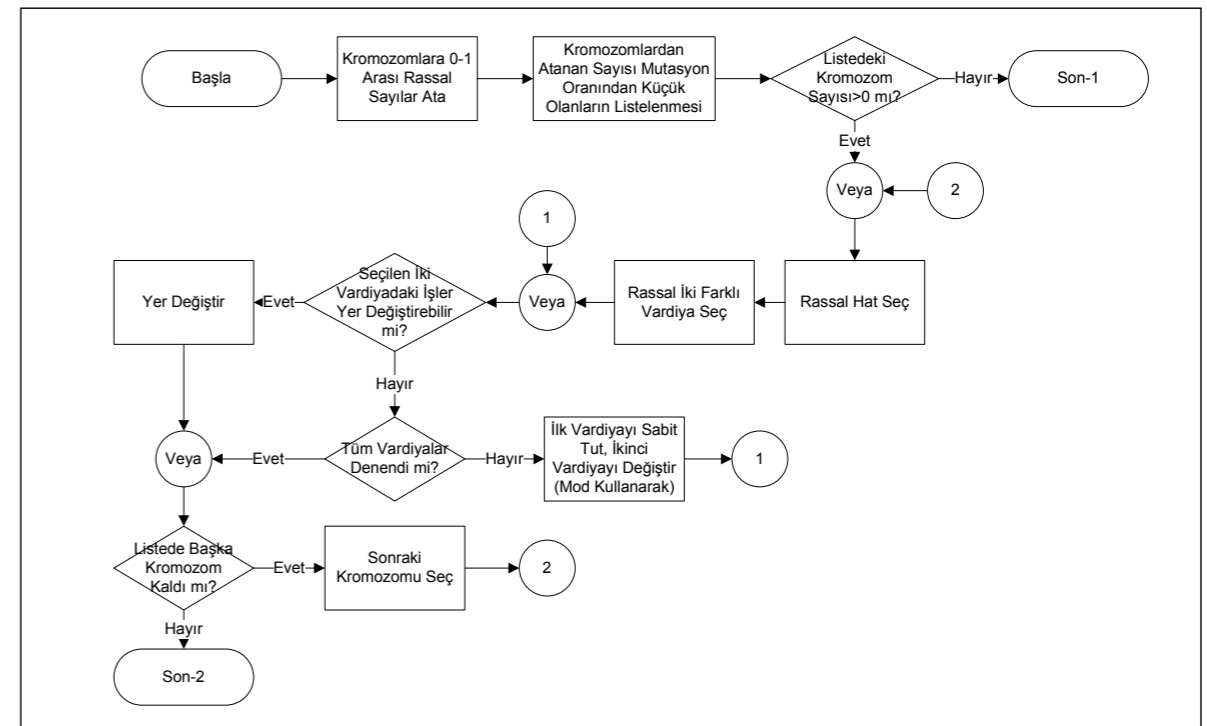 Başla
Kromozomlara 0-1
Arası Rassal
Sayılar Ata
Kromozomlardan
Atanan Sayısı Mutasyon
Oranından Küçük
Olanların Listelenmesi
Listedeki
Kromozom
Sayısı>0 mı?
Hayır
Son-1
Evet
Veya
2
1
Rassal Hat Seç
Rassal İki Farklı
Vardiya Seç
Veya
Seçilen İki
Vardiyadaki İşler
Yer Değiştirebilir
mi?
Evet
Yer Değiştir
Hayır
Tüm Vardiyalar
Denendi mi?
Evet
Veya
Hayır
İlk Vardiyayı Sabit
Tut, İkinci
Vardiyayı Değiştir
(Mod Kullanarak)
1
Listede Başka
Kromozom
Kaldı mı?
Evet
Sonraki
Kromozomu Seç
2
Hayır
Son-2